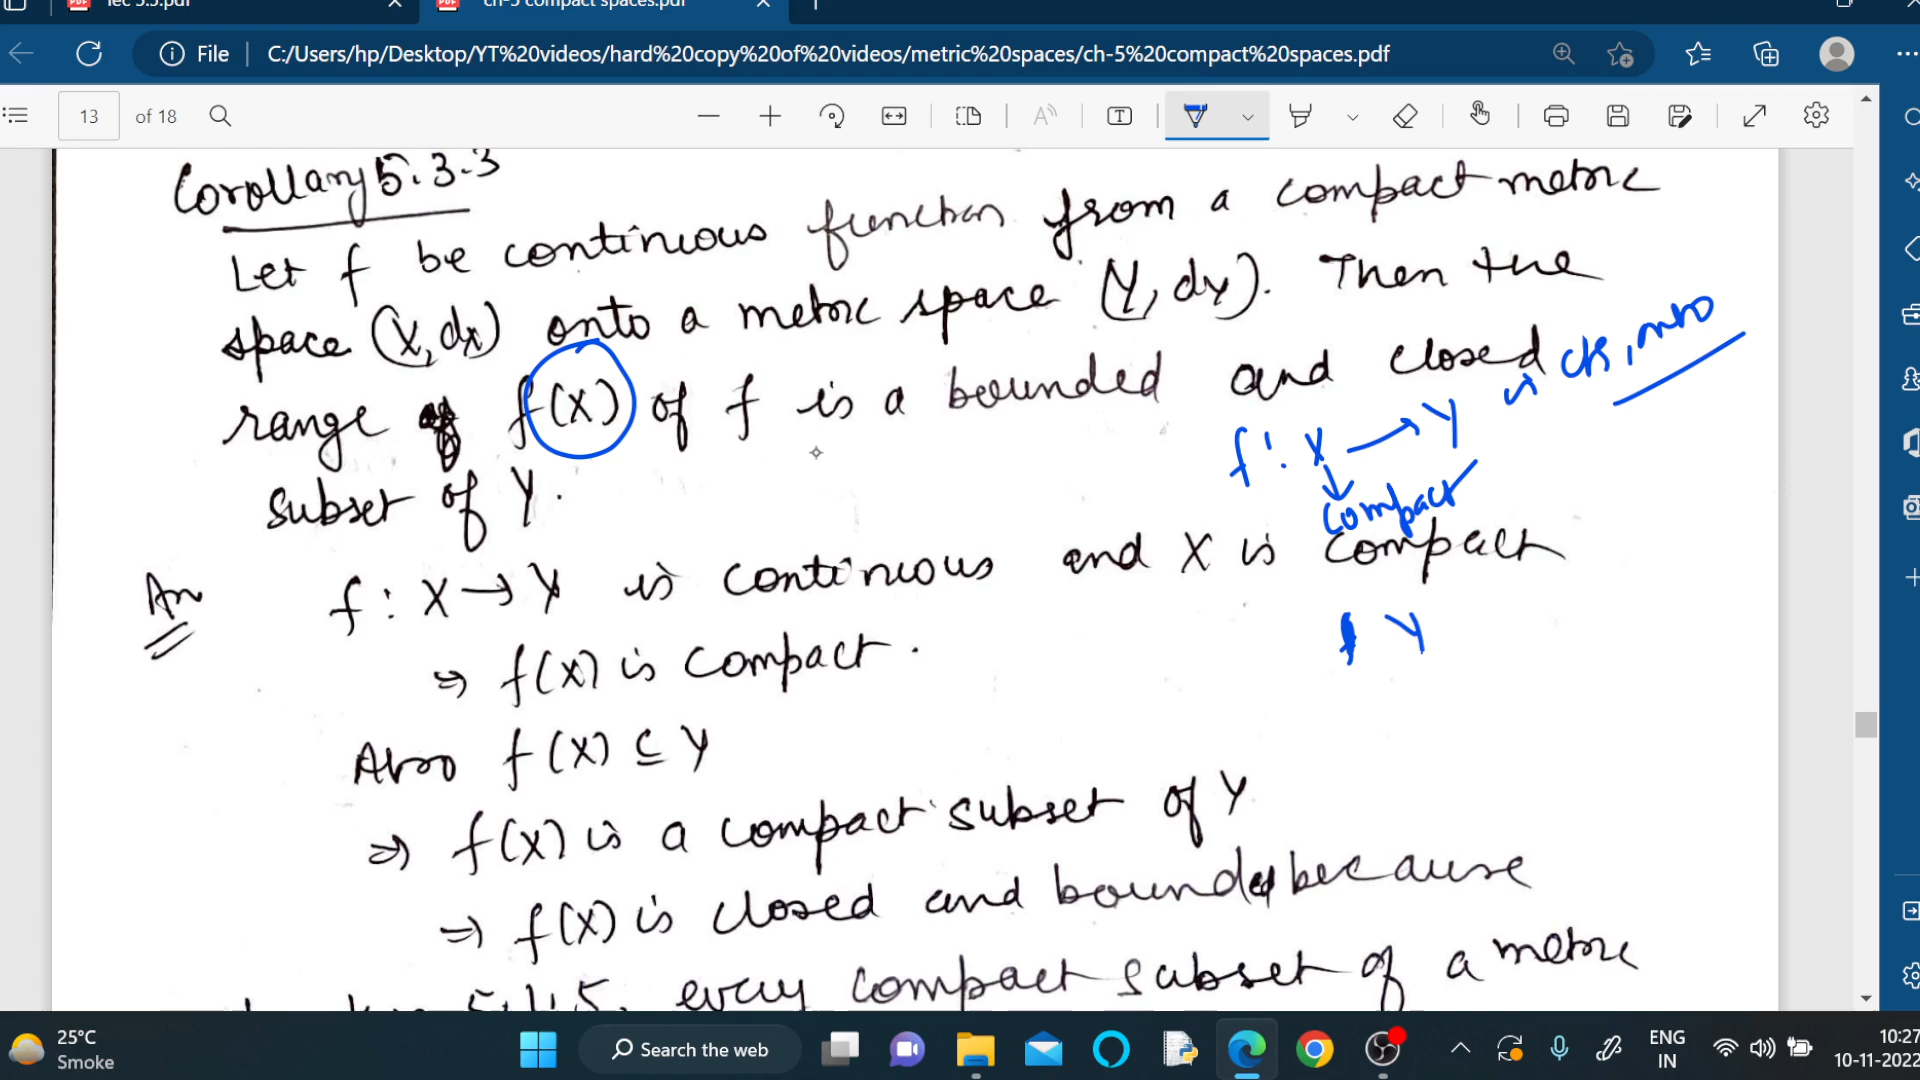 lec 5.5.pdf
ch-5 compact spaces.pdf
File
C:/Users/hp/Desktop/YT%20videos/hard%20copy%20of%20videos/metric%20spaces/ch-5%20compact%20spaces.pdf
13 of 18
Corollary 5.3.3
Let f be continuous function from a compact metric
space (X, dx) onto a metric space (Y, dy). Then the
range of f(X) of f is a bounded and closed
subset of Y.
f : X → Y is cts, into
compact
Y
Ans f : X → Y is continuous and X is compact
⇒ f(X) is compact.
Also f(X) ⊆ Y
⇒ f(X) is a compact subset of Y
⇒ f(X) is closed and bounded because
every compact subset of a metric
25°C
Smoke
Search the web
ENG
IN
10:27
10-11-2022